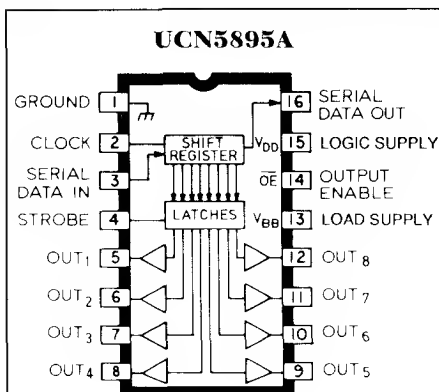 UCN5895A
GROUND 1
CLOCK 2
SERIAL DATA IN 3
STROBE 4
OUT1 5
OUT2 6
OUT3 7
OUT4 8
SHIFT REGISTER
LATCHES
VDD
OE
VBB
16 SERIAL DATA OUT
15 LOGIC SUPPLY
14 OUTPUT ENABLE
13 LOAD SUPPLY
12 OUT8
11 OUT7
10 OUT6
9 OUT5